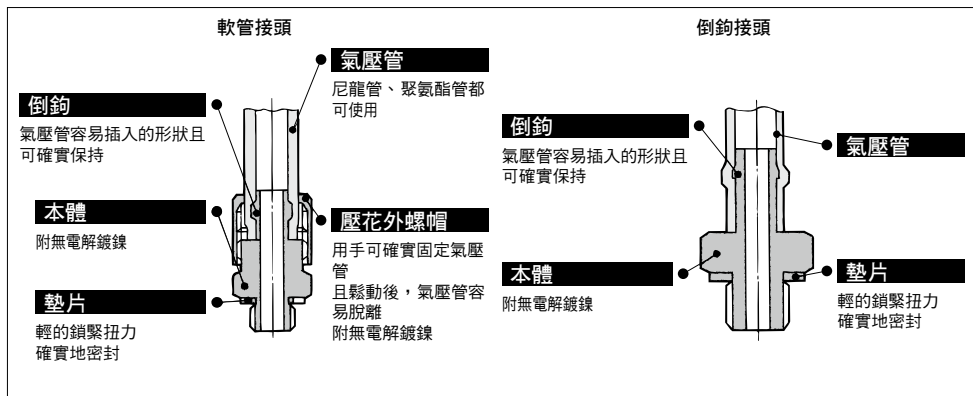 軟管接頭
氣壓管
尼龍管、聚氨酯管都
可使用
倒鉤
氣壓管容易插入的形狀且
可確實保持
本體
附無電解鍍鎳
壓花外螺帽
用手可確實固定氣壓
管
且鬆動後，氣壓管容
易脫離
附無電解鍍鎳
墊片
輕的鎖緊扭力
確實地密封
倒鉤接頭
倒鉤
氣壓管容易插入的形狀且
可確實保持
氣壓管
本體
附無電解鍍鎳
墊片
輕的鎖緊扭力
確實地密封